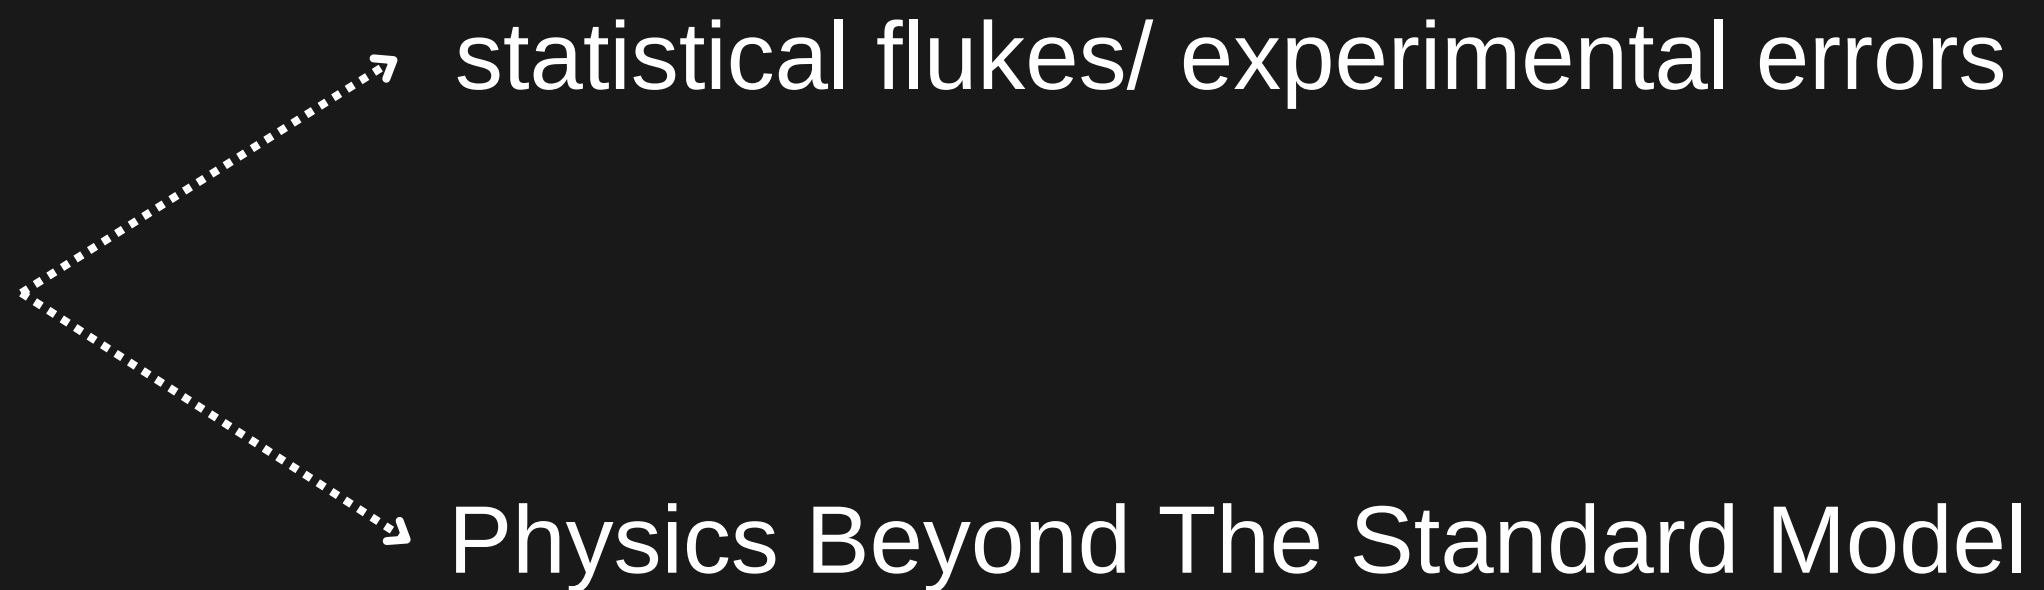 statistical flukes/ experimental errors
Physics Beyond The Standard Model